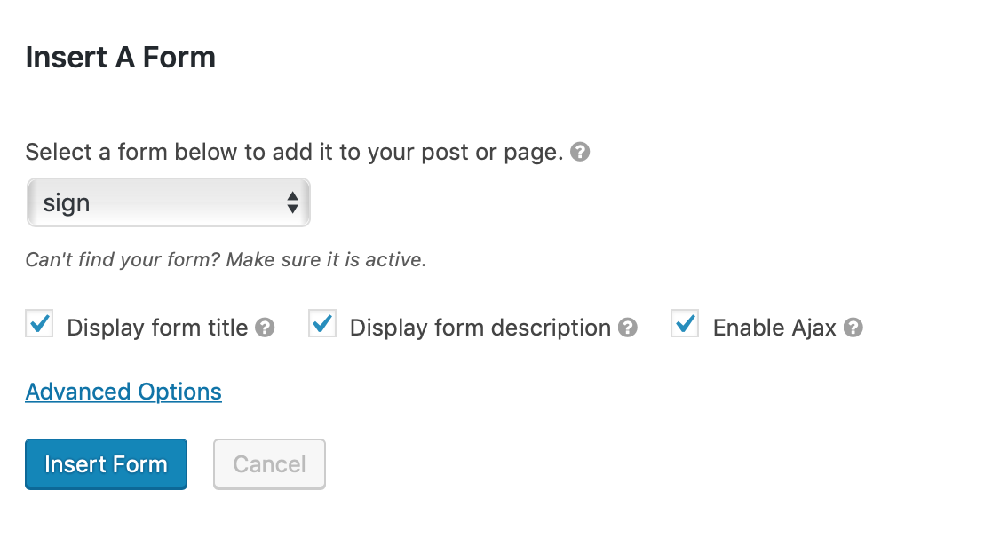 Insert A Form
Select a form below to add it to your post or page.
sign
Can't find your form? Make sure it is active.
Display form title Display form description Enable Ajax
Advanced Options
Insert Form Cancel